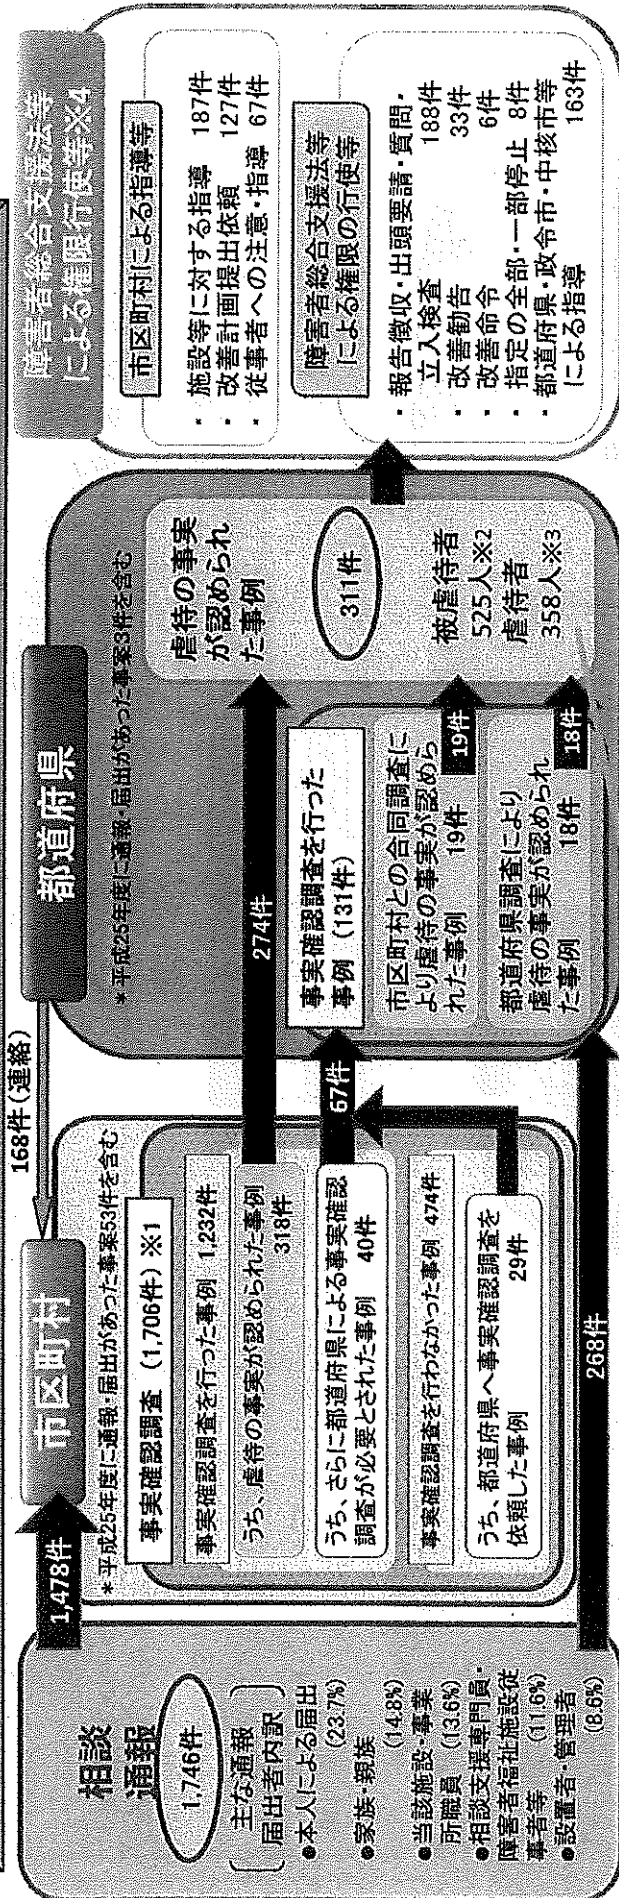 相談
通報
1,746件
主な通報
届出者内訳
●本人による届出
(23.7%)
●家族・親族
(14.8%)
●当該施設・事業
所職員 (13.6%)
●相談支援専門員・
障害者福祉施設従
事者等 (11.6%)
●設置者・管理者
(8.6%)
1,478件
268件
市区町村
168件(連絡)
*平成25年度に通報・届出があった事案53件を含む
事実確認調査 (1,706件) ※1
事実確認調査を行った事例 1,232件
うち、虐待の事実が認められた事例
318件
うち、さらに都道府県による事実確認
調査が必要とされた事例 40件
事実確認調査を行わなかった事例 474件
うち、都道府県へ事実確認調査を
依頼した事例 29件
274件
67件
都道府県
*平成25年度に通報・届出があった事案3件を含む
事実確認調査を行った
事例 (131件)
市区町村との合同調査に
より虐待の事実が認めら
れた事例 19件
都道府県調査により
虐待の事実が認められ
た事例 18件
19件
18件
虐待の事実
が認められ
た事例
311件
被虐待者
525人※2
虐待者
358人※3
障害者総合支援法等
による権限行使等※4
市区町村による指導等
・ 施設等に対する指導 187件
・ 改善計画提出依頼 127件
・ 従事者への注意・指導 67件
障害者総合支援法等
による権限の行使等
・ 報告徴収・出頭要請・質問・
立入検査 188件
・ 改善勧告 33件
・ 改善命令 6件
・ 指定の全部・一部停止 8件
・ 都道府県・政令市・中核市等
による指導 163件